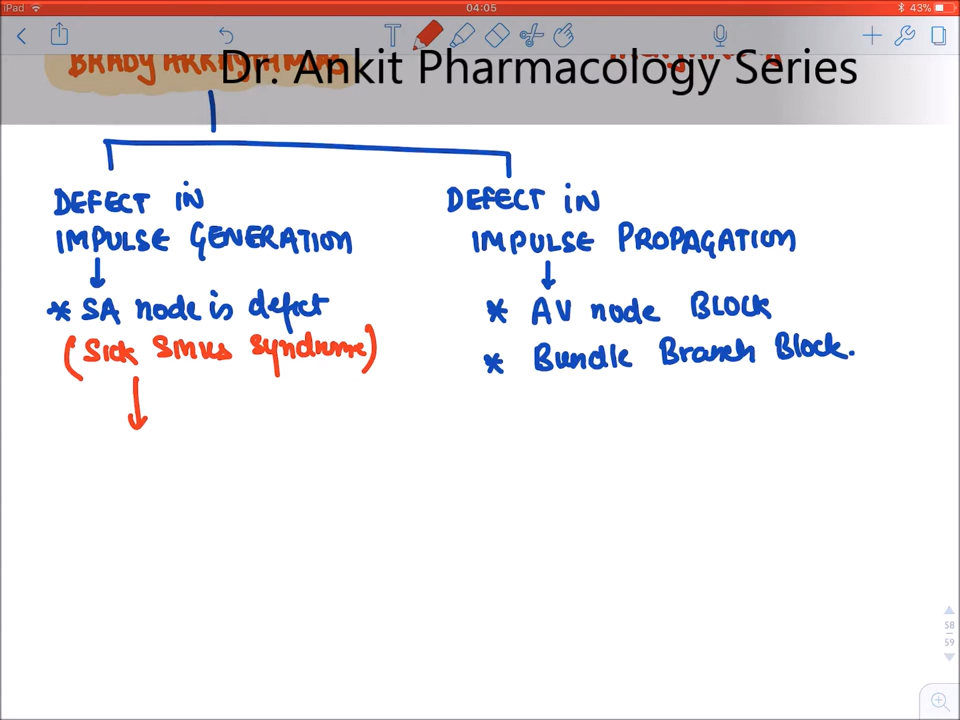 iPad 04:05 43%
T
Dr. Ankit Pharmacology Series
DEFECT IN
IMPULSE GENERATION
* SA node is defect
(Sick Sinus Syndrome)
DEFECT IN
IMPULSE PROPAGATION
* AV node BLOCK
* Bundle Branch Block.
58
59